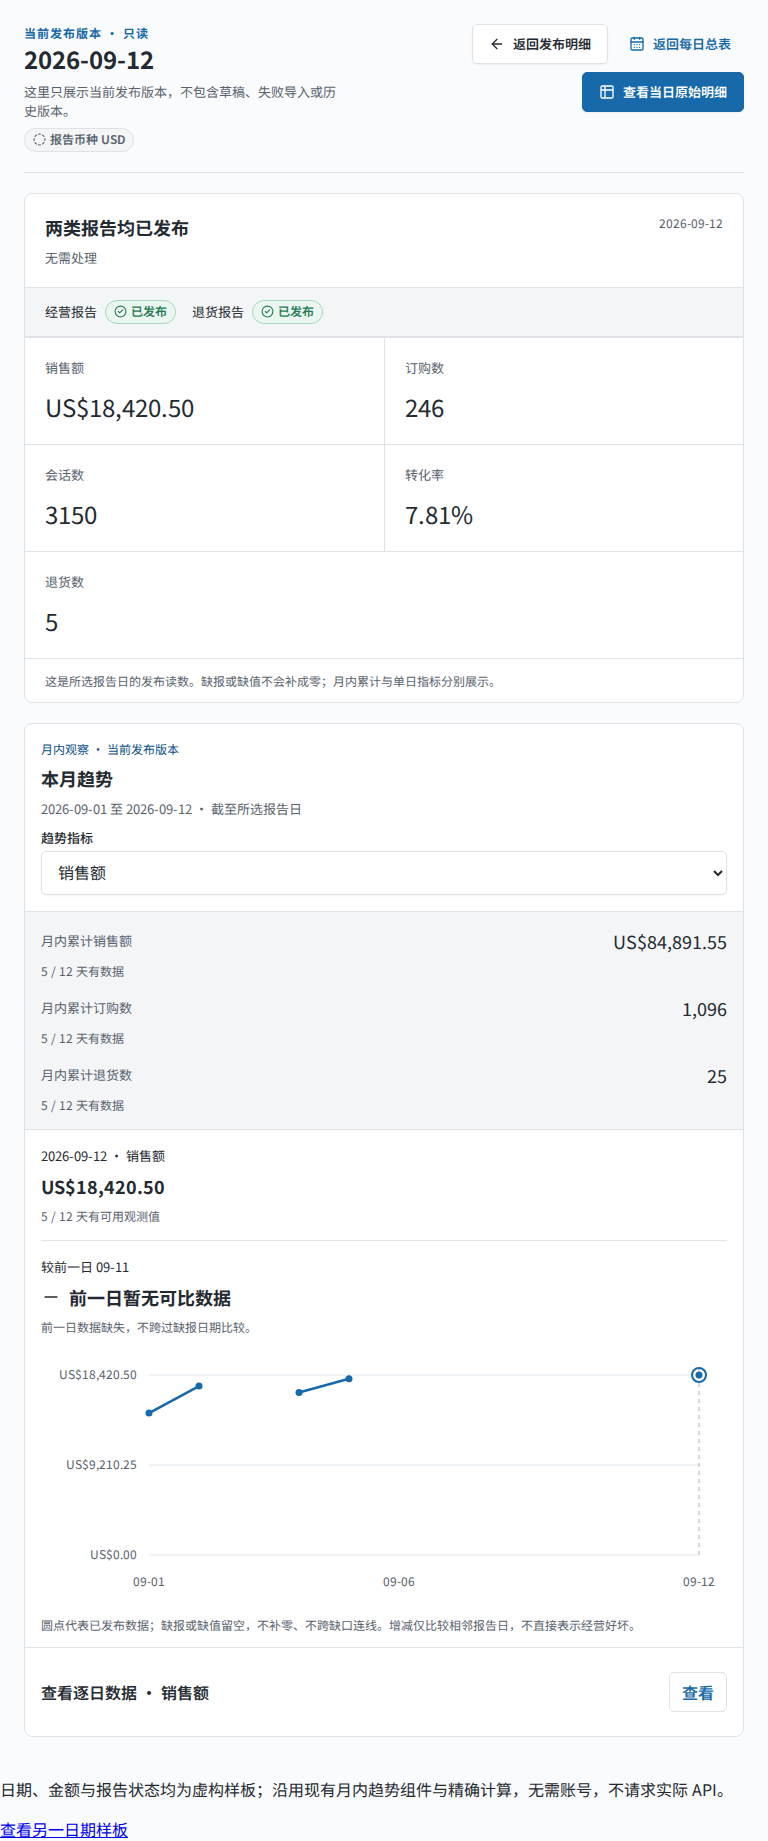 当前发布版本 · 只读
2026-09-12
这里只展示当前发布版本，不包含草稿、失败导入或历
史版本。
报告币种 USD
返回发布明细
返回每日总表
查看当日原始明细
两类报告均已发布
2026-09-12
无需处理
经营报告 已发布 退货报告 已发布
销售额
US$18,420.50
订购数
246
会话数
3150
转化率
7.81%
退货数
5
这是所选报告日的发布读数。缺报或缺值不会补成零；月内累计与单日指标分别展示。
月内观察 · 当前发布版本
本月趋势
2026-09-01 至 2026-09-12 · 截至所选报告日
趋势指标
销售额
月内累计销售额
US$84,891.55
5 / 12 天有数据
月内累计订购数
1,096
5 / 12 天有数据
月内累计退货数
25
5 / 12 天有数据
2026-09-12 · 销售额
US$18,420.50
5 / 12 天有可用观测值
较前一日 09-11
— 前一日暂无可比数据
前一日数据缺失，不跨过缺报日期比较。
US$18,420.50
US$9,210.25
US$0.00
09-01
09-06
09-12
圆点代表已发布数据；缺报或缺值留空，不补零、不跨缺口连线。增减仅比较相邻报告日，不直接表示经营好坏。
查看逐日数据 · 销售额
查看
日期、金额与报告状态均为虚构样板；沿用现有月内趋势组件与精确计算，无需账号，不请求实际 API。
查看另一日期样板